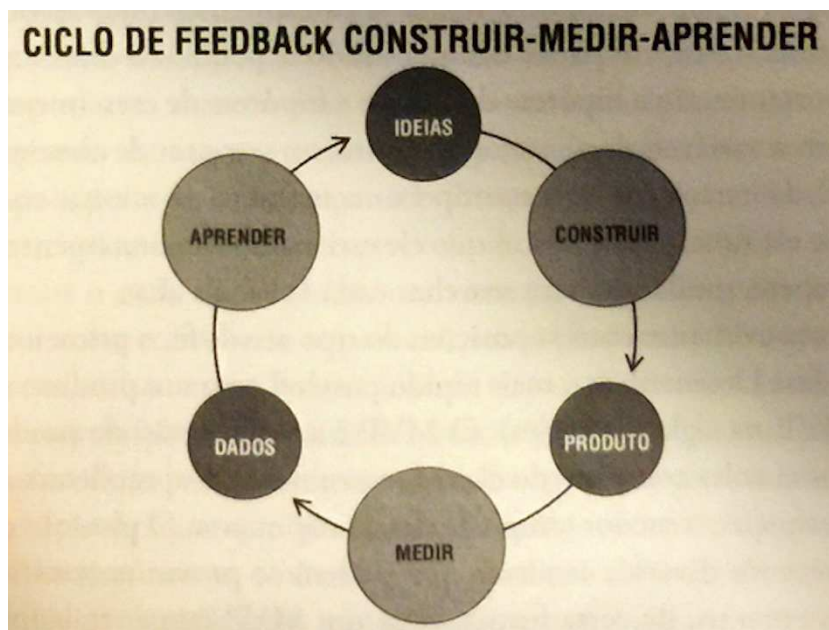 CICLO DE FEEDBACK CONSTRUIR-MEDIR-APRENDER
IDEIAS
CONSTRUIR
PRODUTO
MEDIR
DADOS
APRENDER